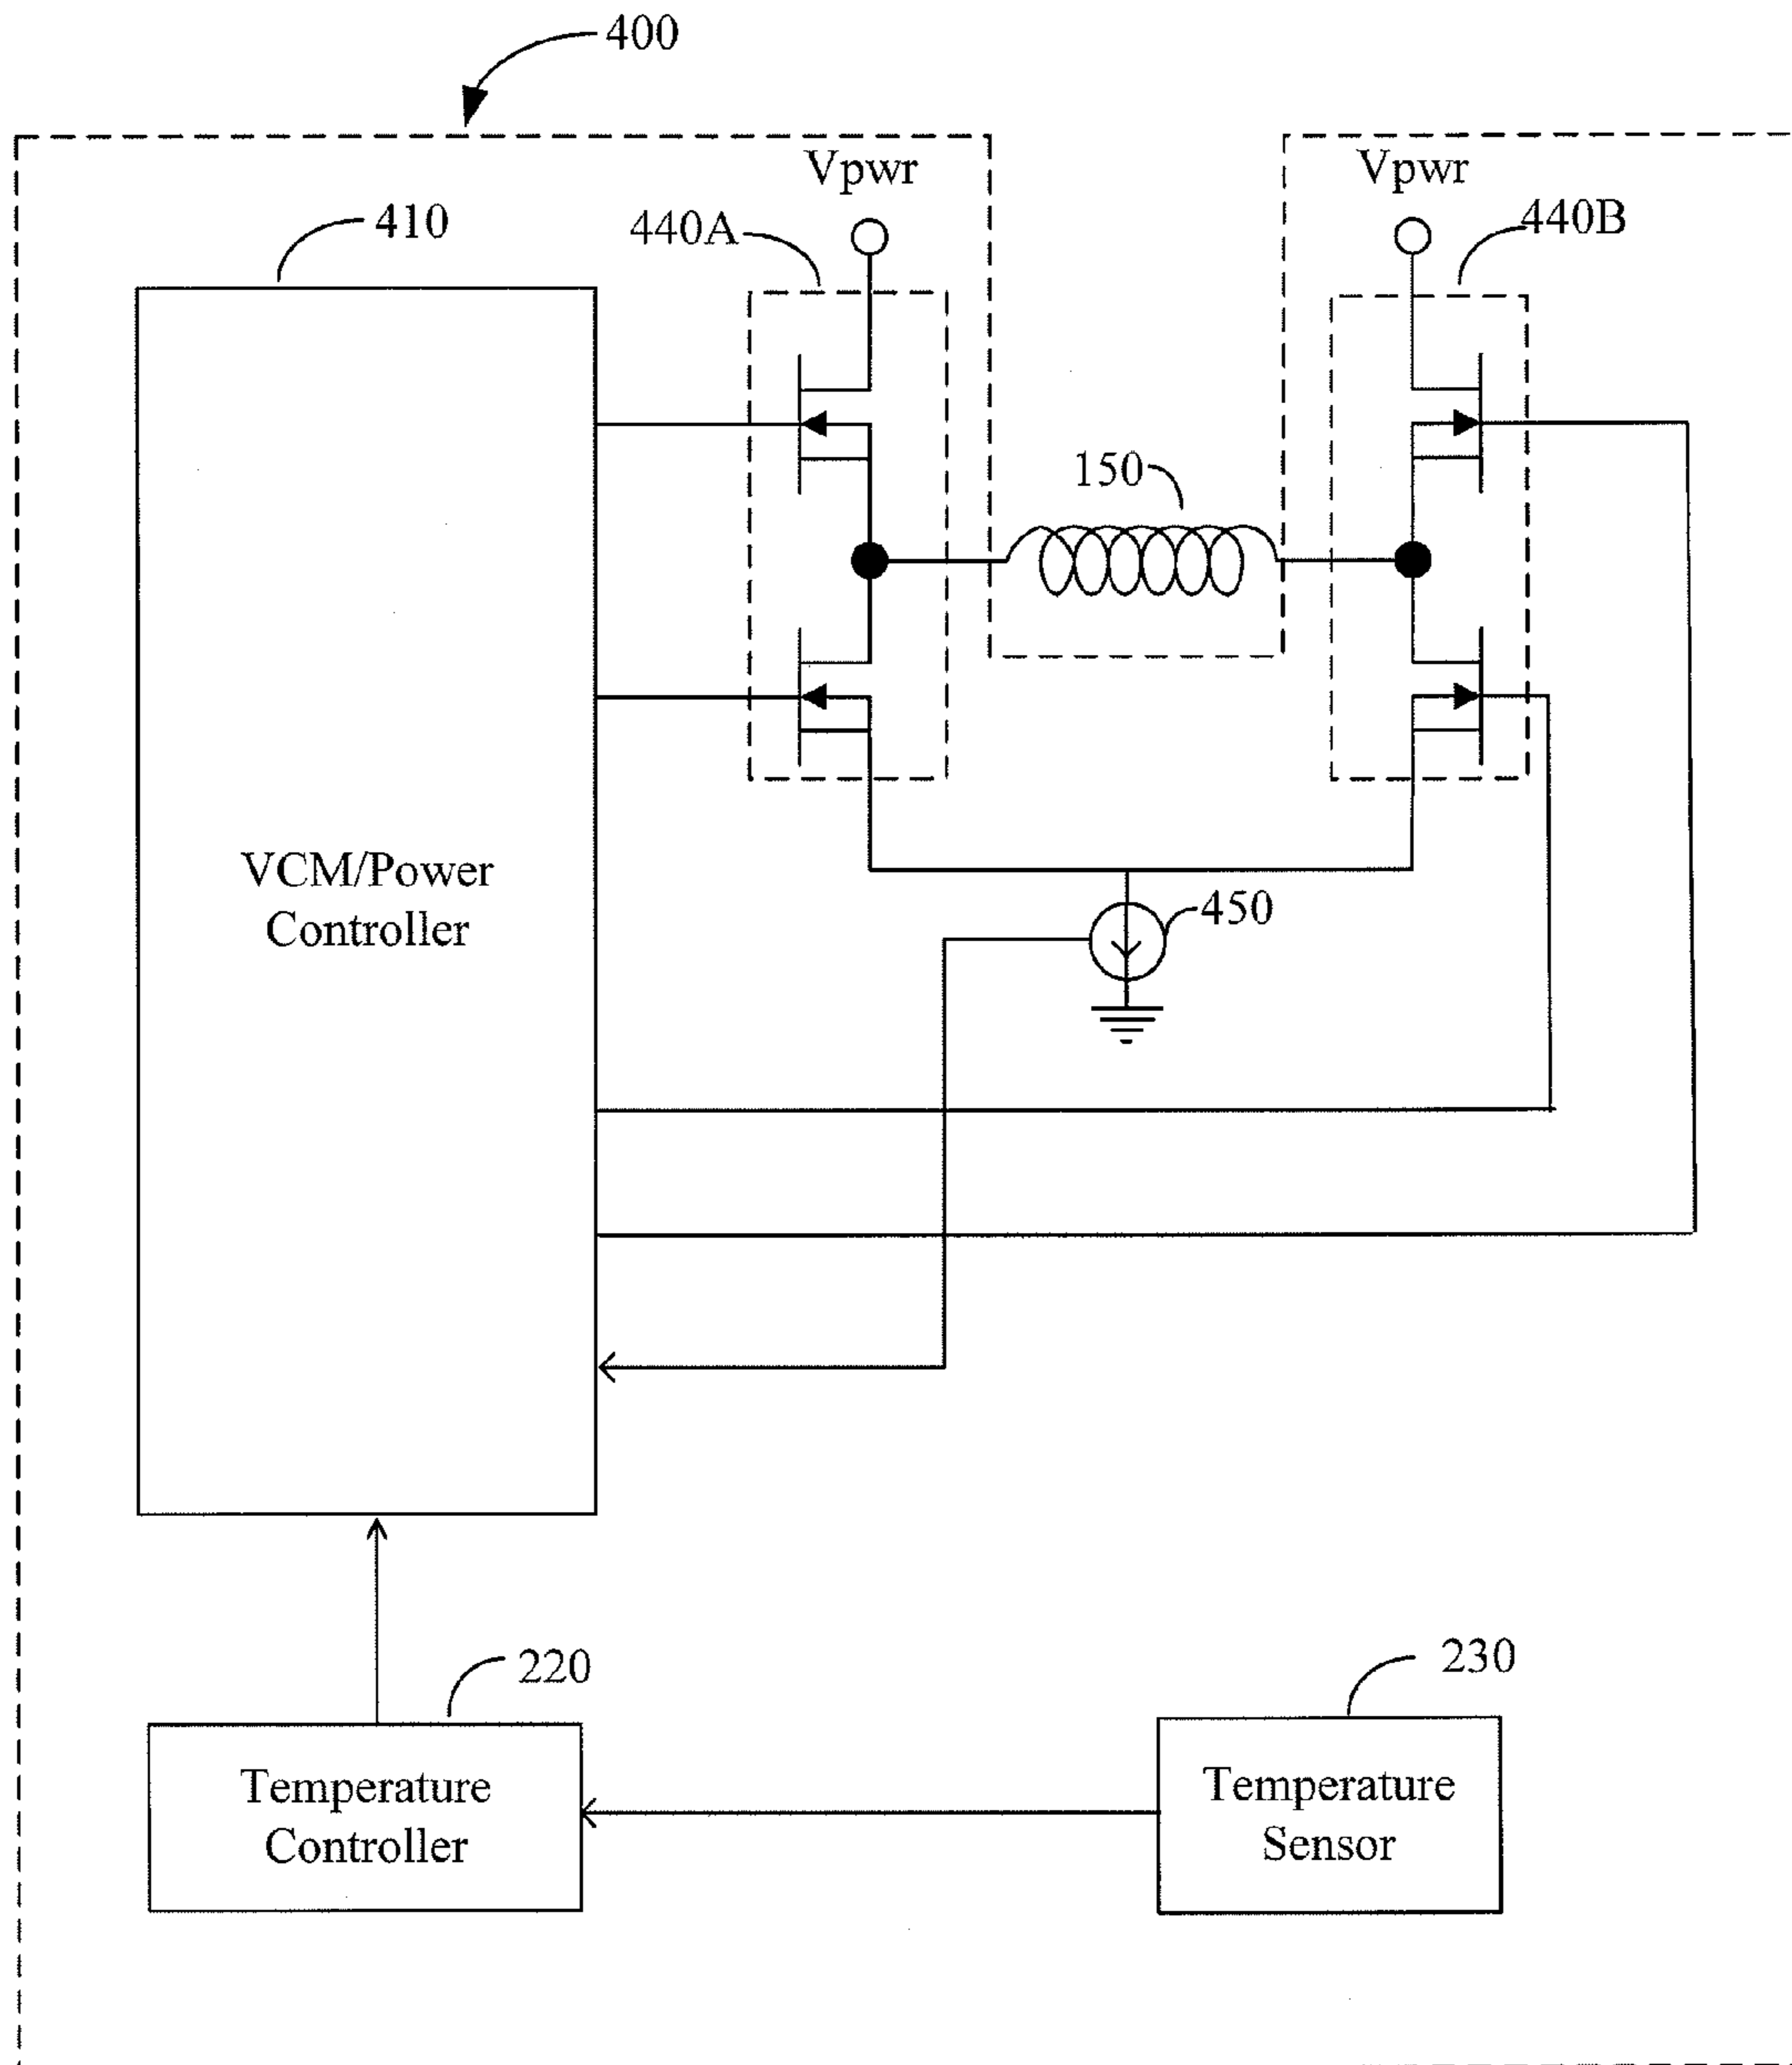 400
Vpwr
Vpwr
410
440A
440B
150
VCM/Power
Controller
450
220
230
Temperature
Controller
Temperature
Sensor